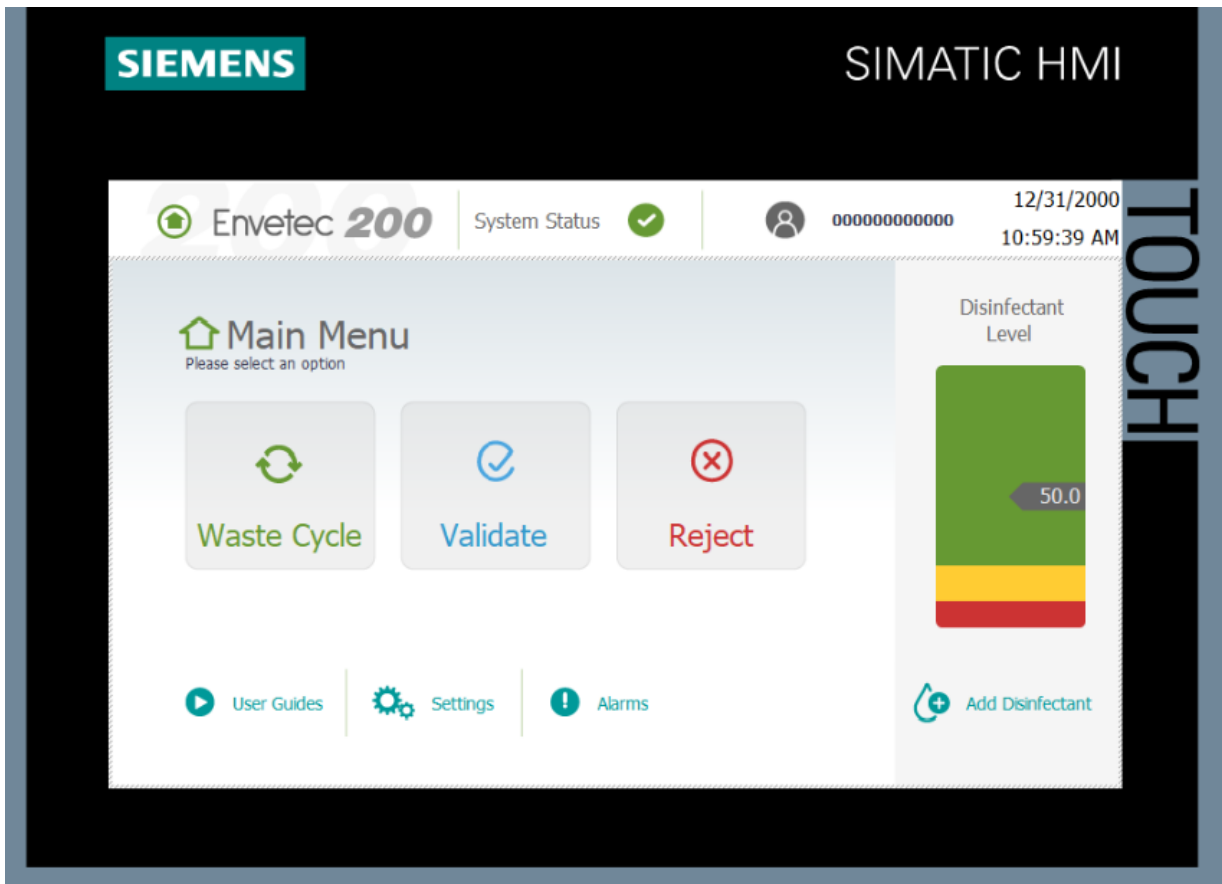 SIEMENS
SIMATIC HMI
TOUCH
200
Envetec 200
System Status
000000000000
12/31/2000
10:59:39 AM
Main Menu
Please select an option
Waste Cycle
Validate
Reject
Disinfectant
Level
50.0
User Guides
Settings
Alarms
Add Disinfectant